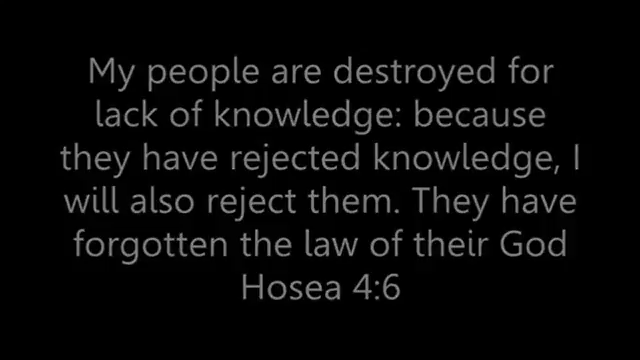 My people are destroyed for
lack of knowledge: because
they have rejected knowledge, I
will also reject them. They have
forgotten the law of their God
Hosea 4:6